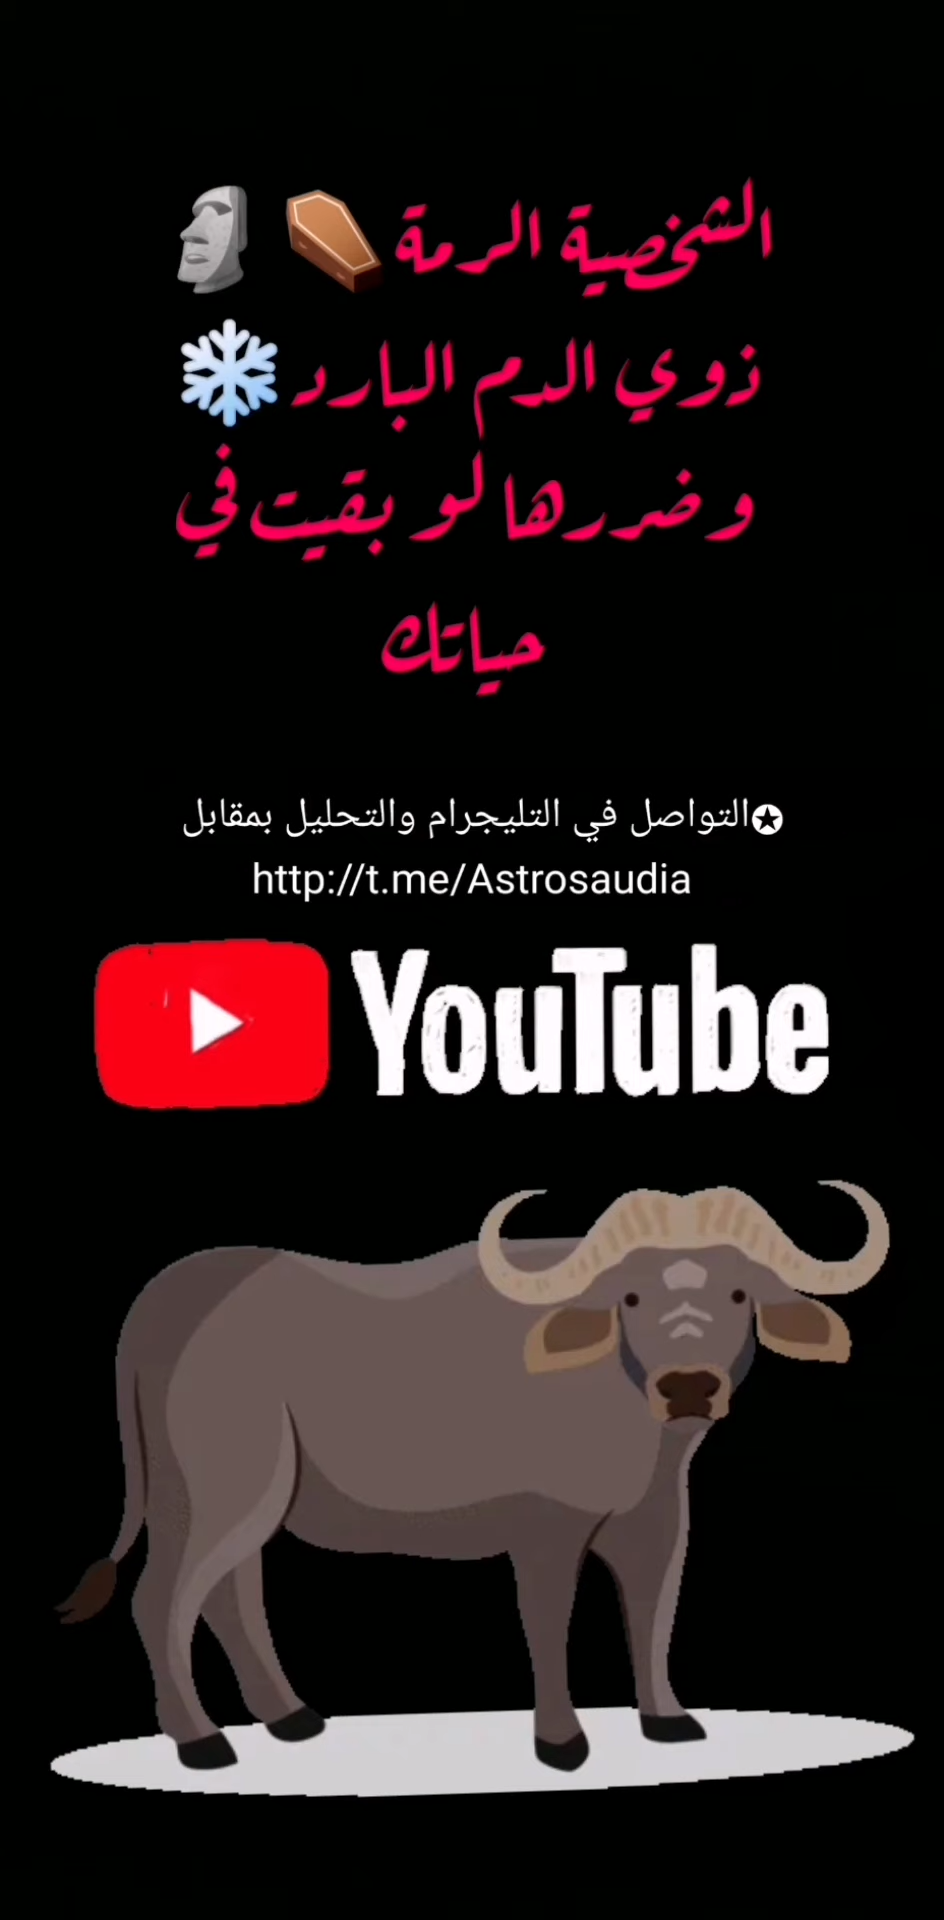 الشخصية الرمة ⚰️ 🗿
ذوي الدم البارد ❄️
وضررها لو بقيت في
حياتك
✪التواصل في التليجرام والتحليل بمقابل
http://t.me/Astrosaudia
YouTube